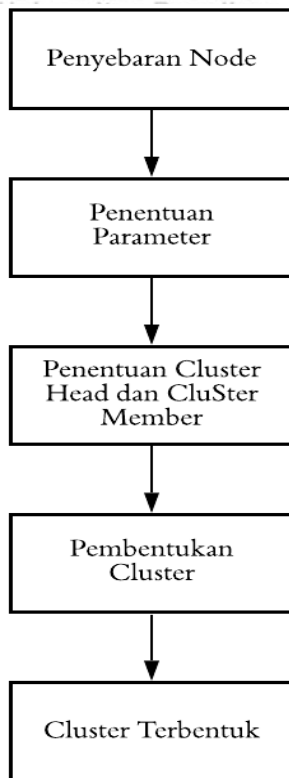 Penyebaran Node
Penentuan
Parameter
Penentuan Cluster
Head dan CluSter
Member
Pembentukan
Cluster
Cluster Terbentuk